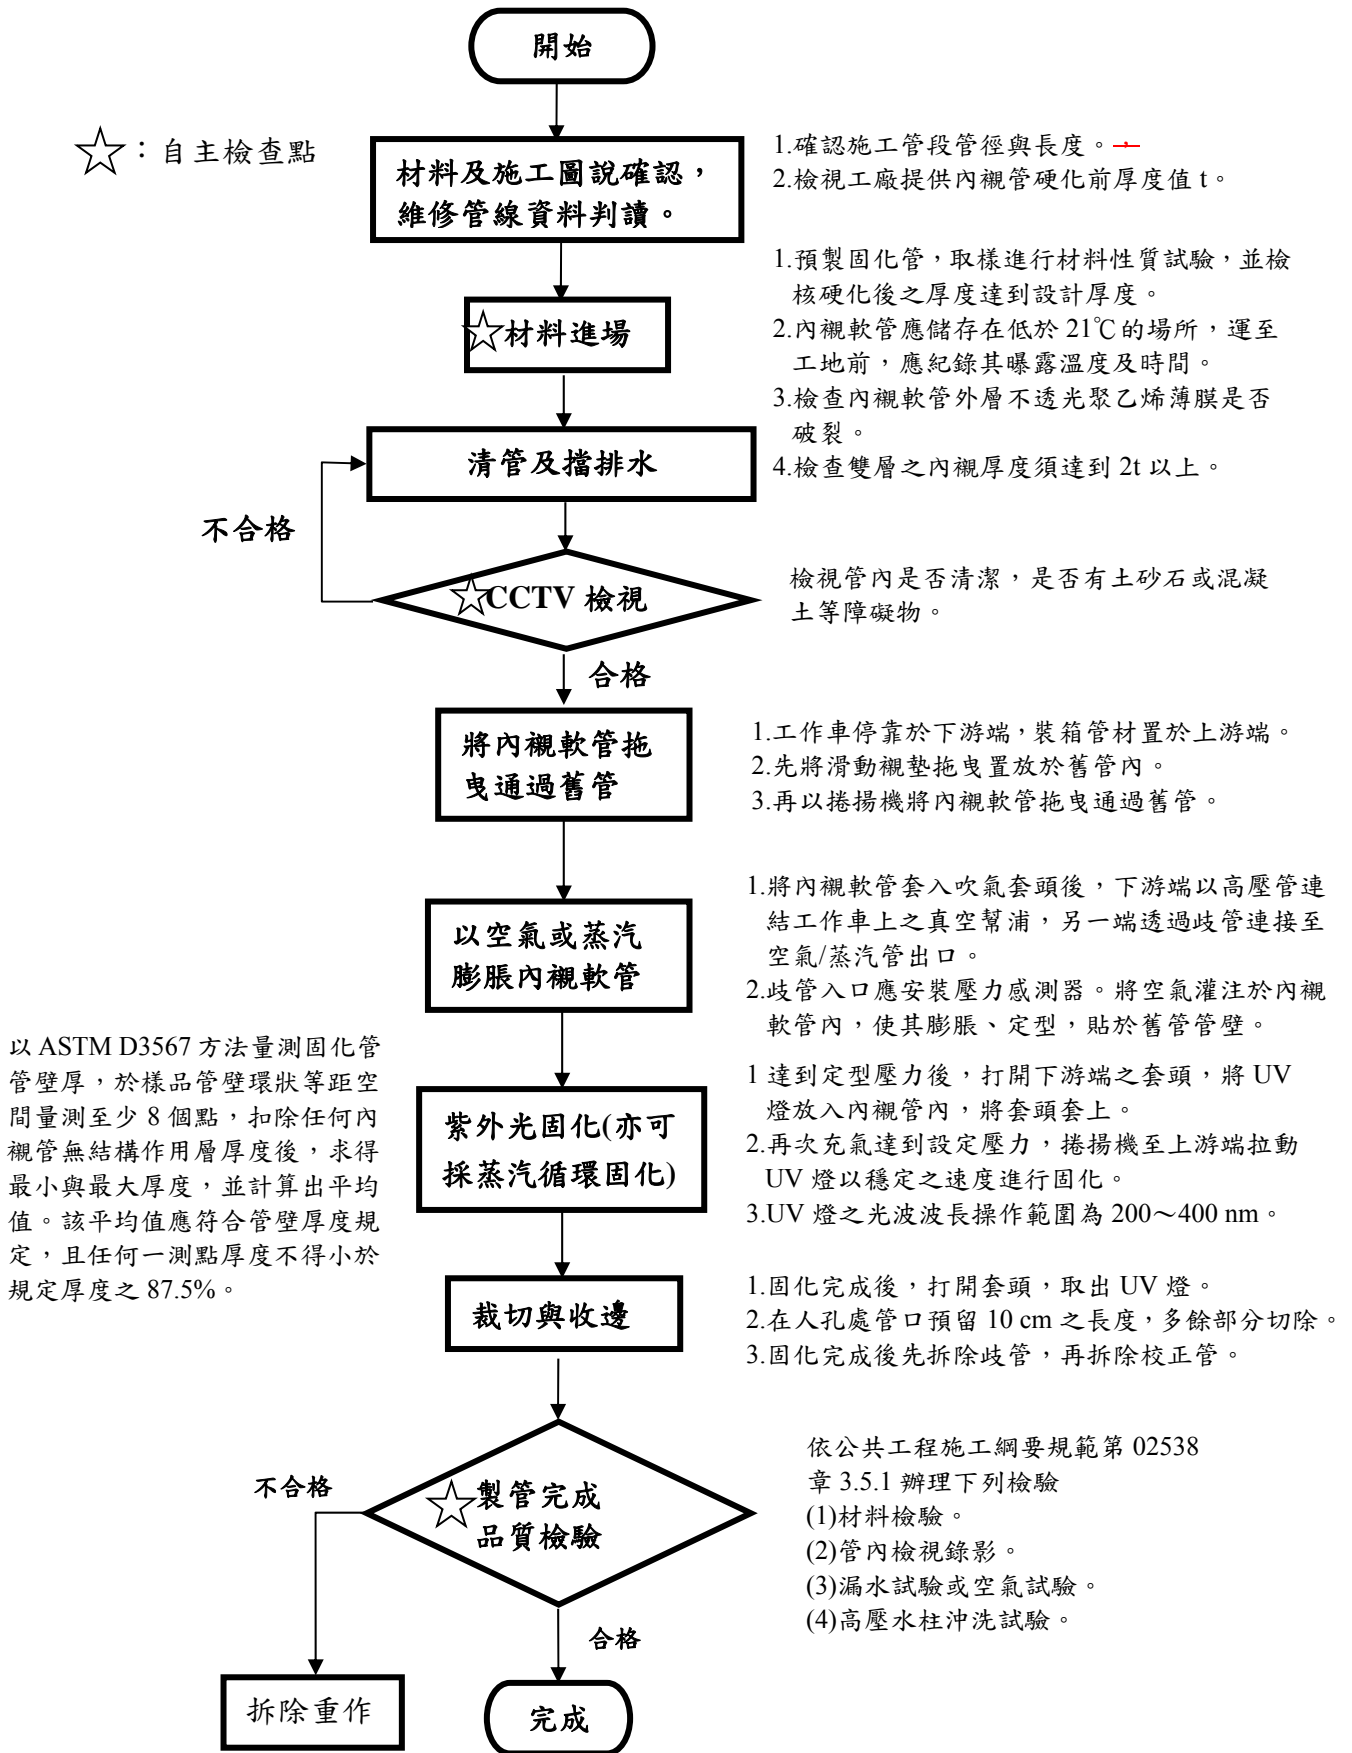 開始
☆：自主檢查點
材料及施工圖說確認，
維修管線資料判讀。
1.確認施工管段管徑與長度。，
2.檢視工廠提供內襯管硬化前厚度值 t。
☆材料進場
1.預製固化管，取樣進行材料性質試驗，並檢
核硬化後之厚度達到設計厚度。
2.內襯軟管應儲存在低於 21℃的場所，運至
工地前，應紀錄其曝露溫度及時間。
3.檢查內襯軟管外層不透光聚乙烯薄膜是否
破裂。
4.檢查雙層之內襯厚度須達到 2t 以上。
清管及擋排水
不合格
☆CCTV 檢視
檢視管內是否清潔，是否有土砂石或混凝
土等障礙物。
合格
將內襯軟管拖
曳通過舊管
1.工作車停靠於下游端，裝箱管材置於上游端。
2.先將滑動襯墊拖曳置放於舊管內。
3.再以捲揚機將內襯軟管拖曳通過舊管。
以空氣或蒸汽
膨脹內襯軟管
1.將內襯軟管套入吹氣套頭後，下游端以高壓管連
結工作車上之真空幫浦，另一端透過歧管連接至
空氣/蒸汽管出口。
2.歧管入口應安裝壓力感測器。將空氣灌注於內襯
軟管內，使其膨脹、定型，貼於舊管管壁。
以 ASTM D3567 方法量測固化管
管壁厚，於樣品管壁環狀等距空
間量測至少 8 個點，扣除任何內
襯管無結構作用層厚度後，求得
最小與最大厚度，並計算出平均
值。該平均值應符合管壁厚度規
定，且任何一測點厚度不得小於
規定厚度之 87.5%。
紫外光固化(亦可
採蒸汽循環固化)
1 達到定型壓力後，打開下游端之套頭，將 UV
燈放入內襯管內，將套頭套上。
2.再次充氣達到設定壓力，捲揚機至上游端拉動
UV 燈以穩定之速度進行固化。
3.UV 燈之光波波長操作範圍為 200～400 nm。
裁切與收邊
1.固化完成後，打開套頭，取出 UV 燈。
2.在人孔處管口預留 10 cm 之長度，多餘部分切除。
3.固化完成後先拆除歧管，再拆除校正管。
不合格
☆製管完成
品質檢驗
依公共工程施工綱要規範第 02538
章 3.5.1 辦理下列檢驗
(1)材料檢驗。
(2)管內檢視錄影。
(3)漏水試驗或空氣試驗。
(4)高壓水柱沖洗試驗。
合格
拆除重作
完成